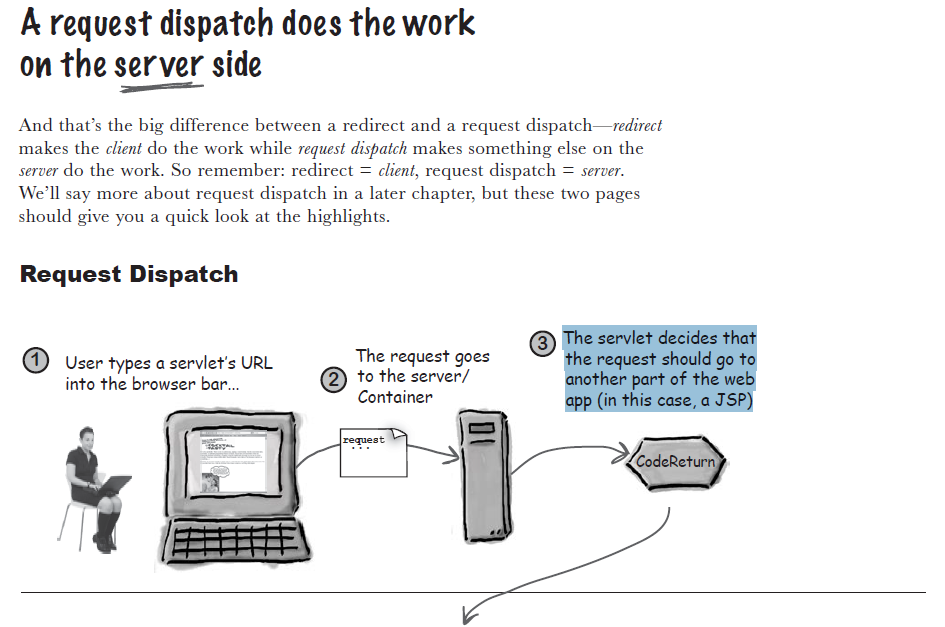 A request dispatch does the work
on the server side
And that's the big difference between a redirect and a request dispatch—redirect
makes the client do the work while request dispatch makes something else on the
server do the work. So remember: redirect = client, request dispatch = server.
We'll say more about request dispatch in a later chapter, but these two pages
should give you a quick look at the highlights.
Request Dispatch
1
User types a servlet's URL
into the browser bar...
2
The request goes
to the server/
Container
3
The servlet decides that
the request should go to
another part of the web
app (in this case, a JSP)
request
...
CodeReturn